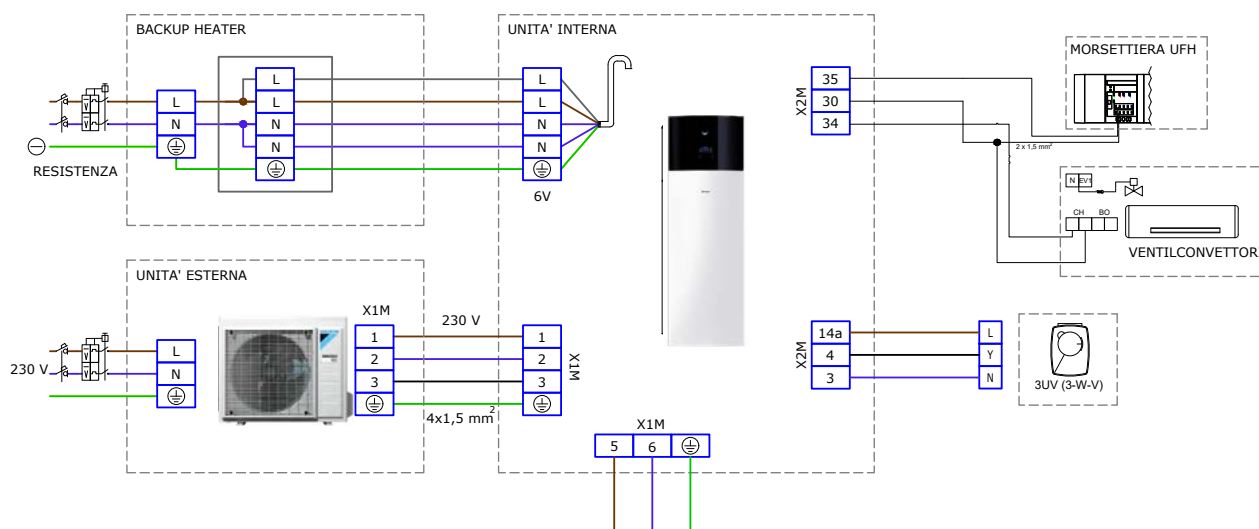 BACKUP HEATER
L
N
RESISTENZA
L
L
N
N
UNITA' INTERNA
L
L
N
N
6V
X2M
35
30
34
MORSETTIERA UFH
2 x 1,5 mm²
N EV1
CH BO
VENTILCONVETTOR
UNITA' ESTERNA
230 V
L
N
X1M
1
2
3
230 V
4x1,5 mm²
1
2
3
X1M
X2M
14a
4
3
L
Y
N
3UV (3-W-V)
X1M
5 6